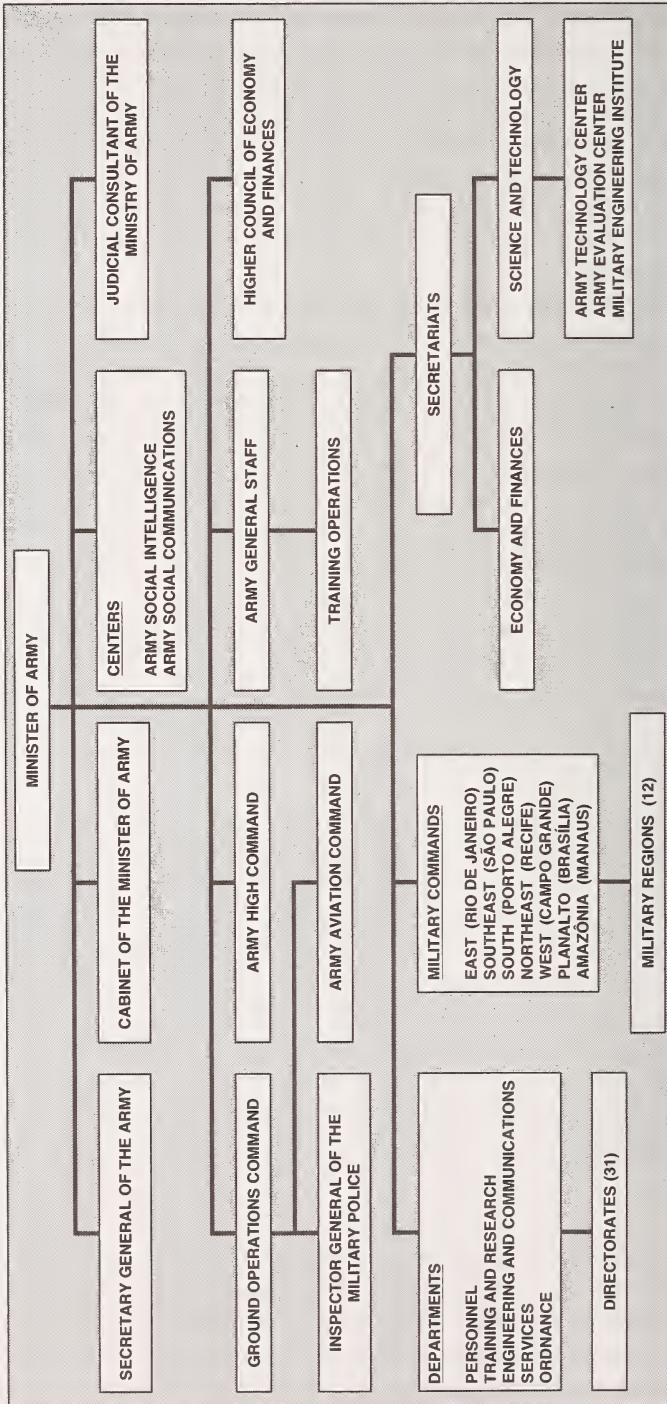 MINISTER OF ARMY
SECRETARY GENERAL OF THE ARMY
CABINET OF THE MINISTER OF ARMY
CENTERS
ARMY SOCIAL INTELLIGENCE
ARMY SOCIAL COMMUNICATIONS
JUDICIAL CONSULTANT OF THE
MINISTRY OF ARMY
GROUND OPERATIONS COMMAND
ARMY HIGH COMMAND
ARMY GENERAL STAFF
HIGHER COUNCIL OF ECONOMY
AND FINANCES
INSPECTOR GENERAL OF THE
MILITARY POLICE
ARMY AVIATION COMMAND
TRAINING OPERATIONS
DEPARTMENTS
PERSONNEL
TRAINING AND RESEARCH
ENGINEERING AND COMMUNICATIONS
SERVICES
ORDNANCE
DIRECTORATES (31)
MILITARY COMMANDS
EAST (RIO DE JANEIRO)
SOUTHEAST (SÃO PAULO)
SOUTH (PORTO ALEGRE)
NORTHEAST (RECIFE)
WEST (CAMPO GRANDE)
PLANALTO (BRASÍLIA)
AMAZÔNIA (MANAUS)
MILITARY REGIONS (12)
SECRETARIATS
ECONOMY AND FINANCES
SCIENCE AND TECHNOLOGY
ARMY TECHNOLOGY CENTER
ARMY EVALUATION CENTER
MILITARY ENGINEERING INSTITUTE